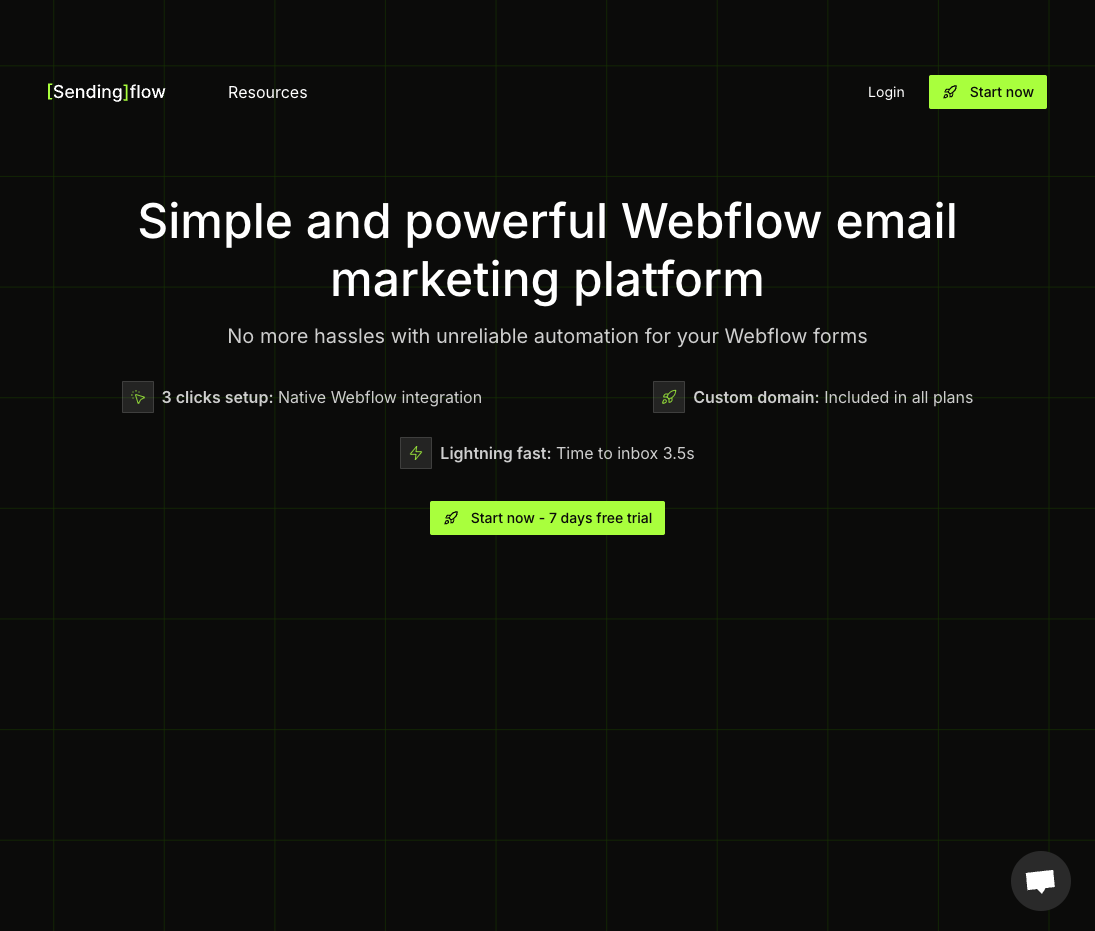 [Sending]flow
Resources
Login
Start now
Simple and powerful Webflow email
marketing platform
No more hassles with unreliable automation for your Webflow forms
3 clicks setup: Native Webflow integration
Custom domain: Included in all plans
Lightning fast: Time to inbox 3.5s
Start now - 7 days free trial